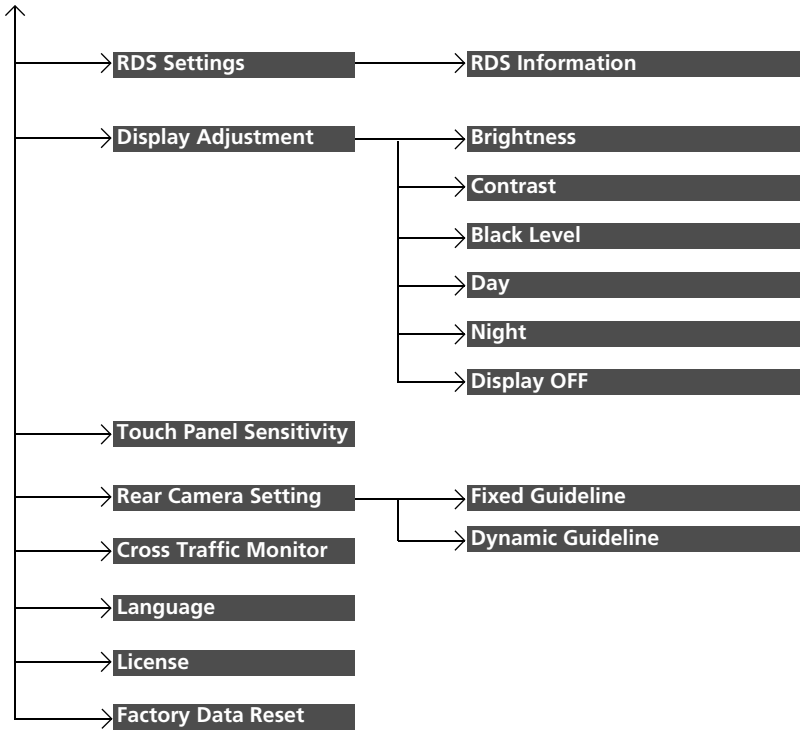 RDS Settings
RDS Information
Display Adjustment
Brightness
Contrast
Black Level
Day
Night
Display OFF
Touch Panel Sensitivity
Rear Camera Setting
Fixed Guideline
Dynamic Guideline
Cross Traffic Monitor
Language
License
Factory Data Reset